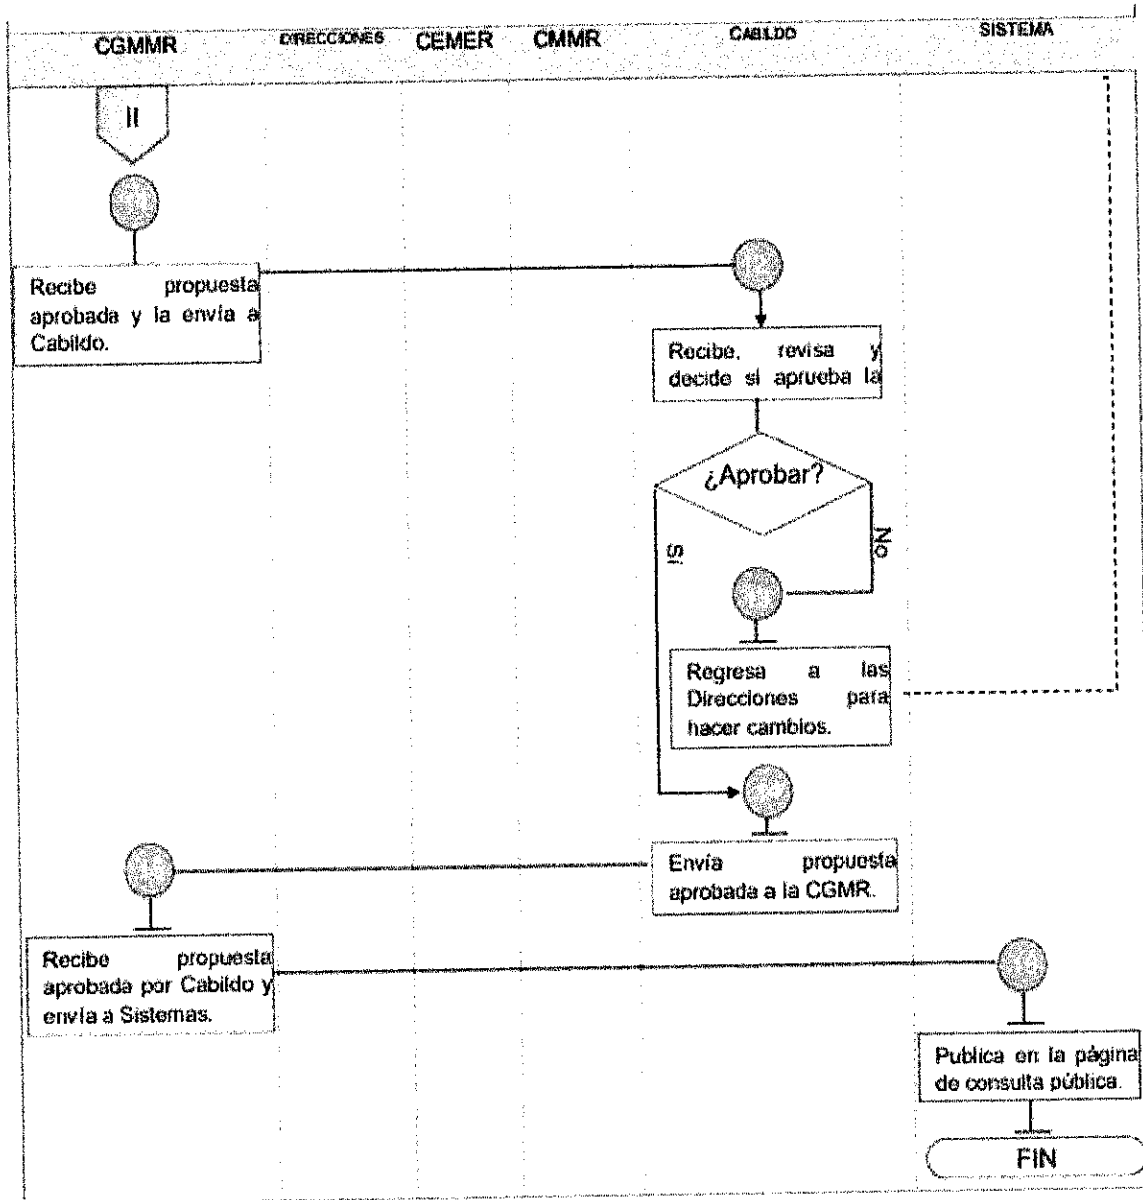 CGMMR DIRECCIONES CEMER CMMR CABILDO SISTEMA
II
Recibe propuesta
aprobada y la envía a
Cabildo.
Recibe, revisa y
decide si aprueba la
¿Aprobar?
Sí
No
Regresa a las
Direcciones para
hacer cambios.
Envía propuesta
aprobada a la CGMR.
Recibe propuesta
aprobada por Cabildo y
envía a Sistemas.
Publica en la página
de consulta pública.
FIN